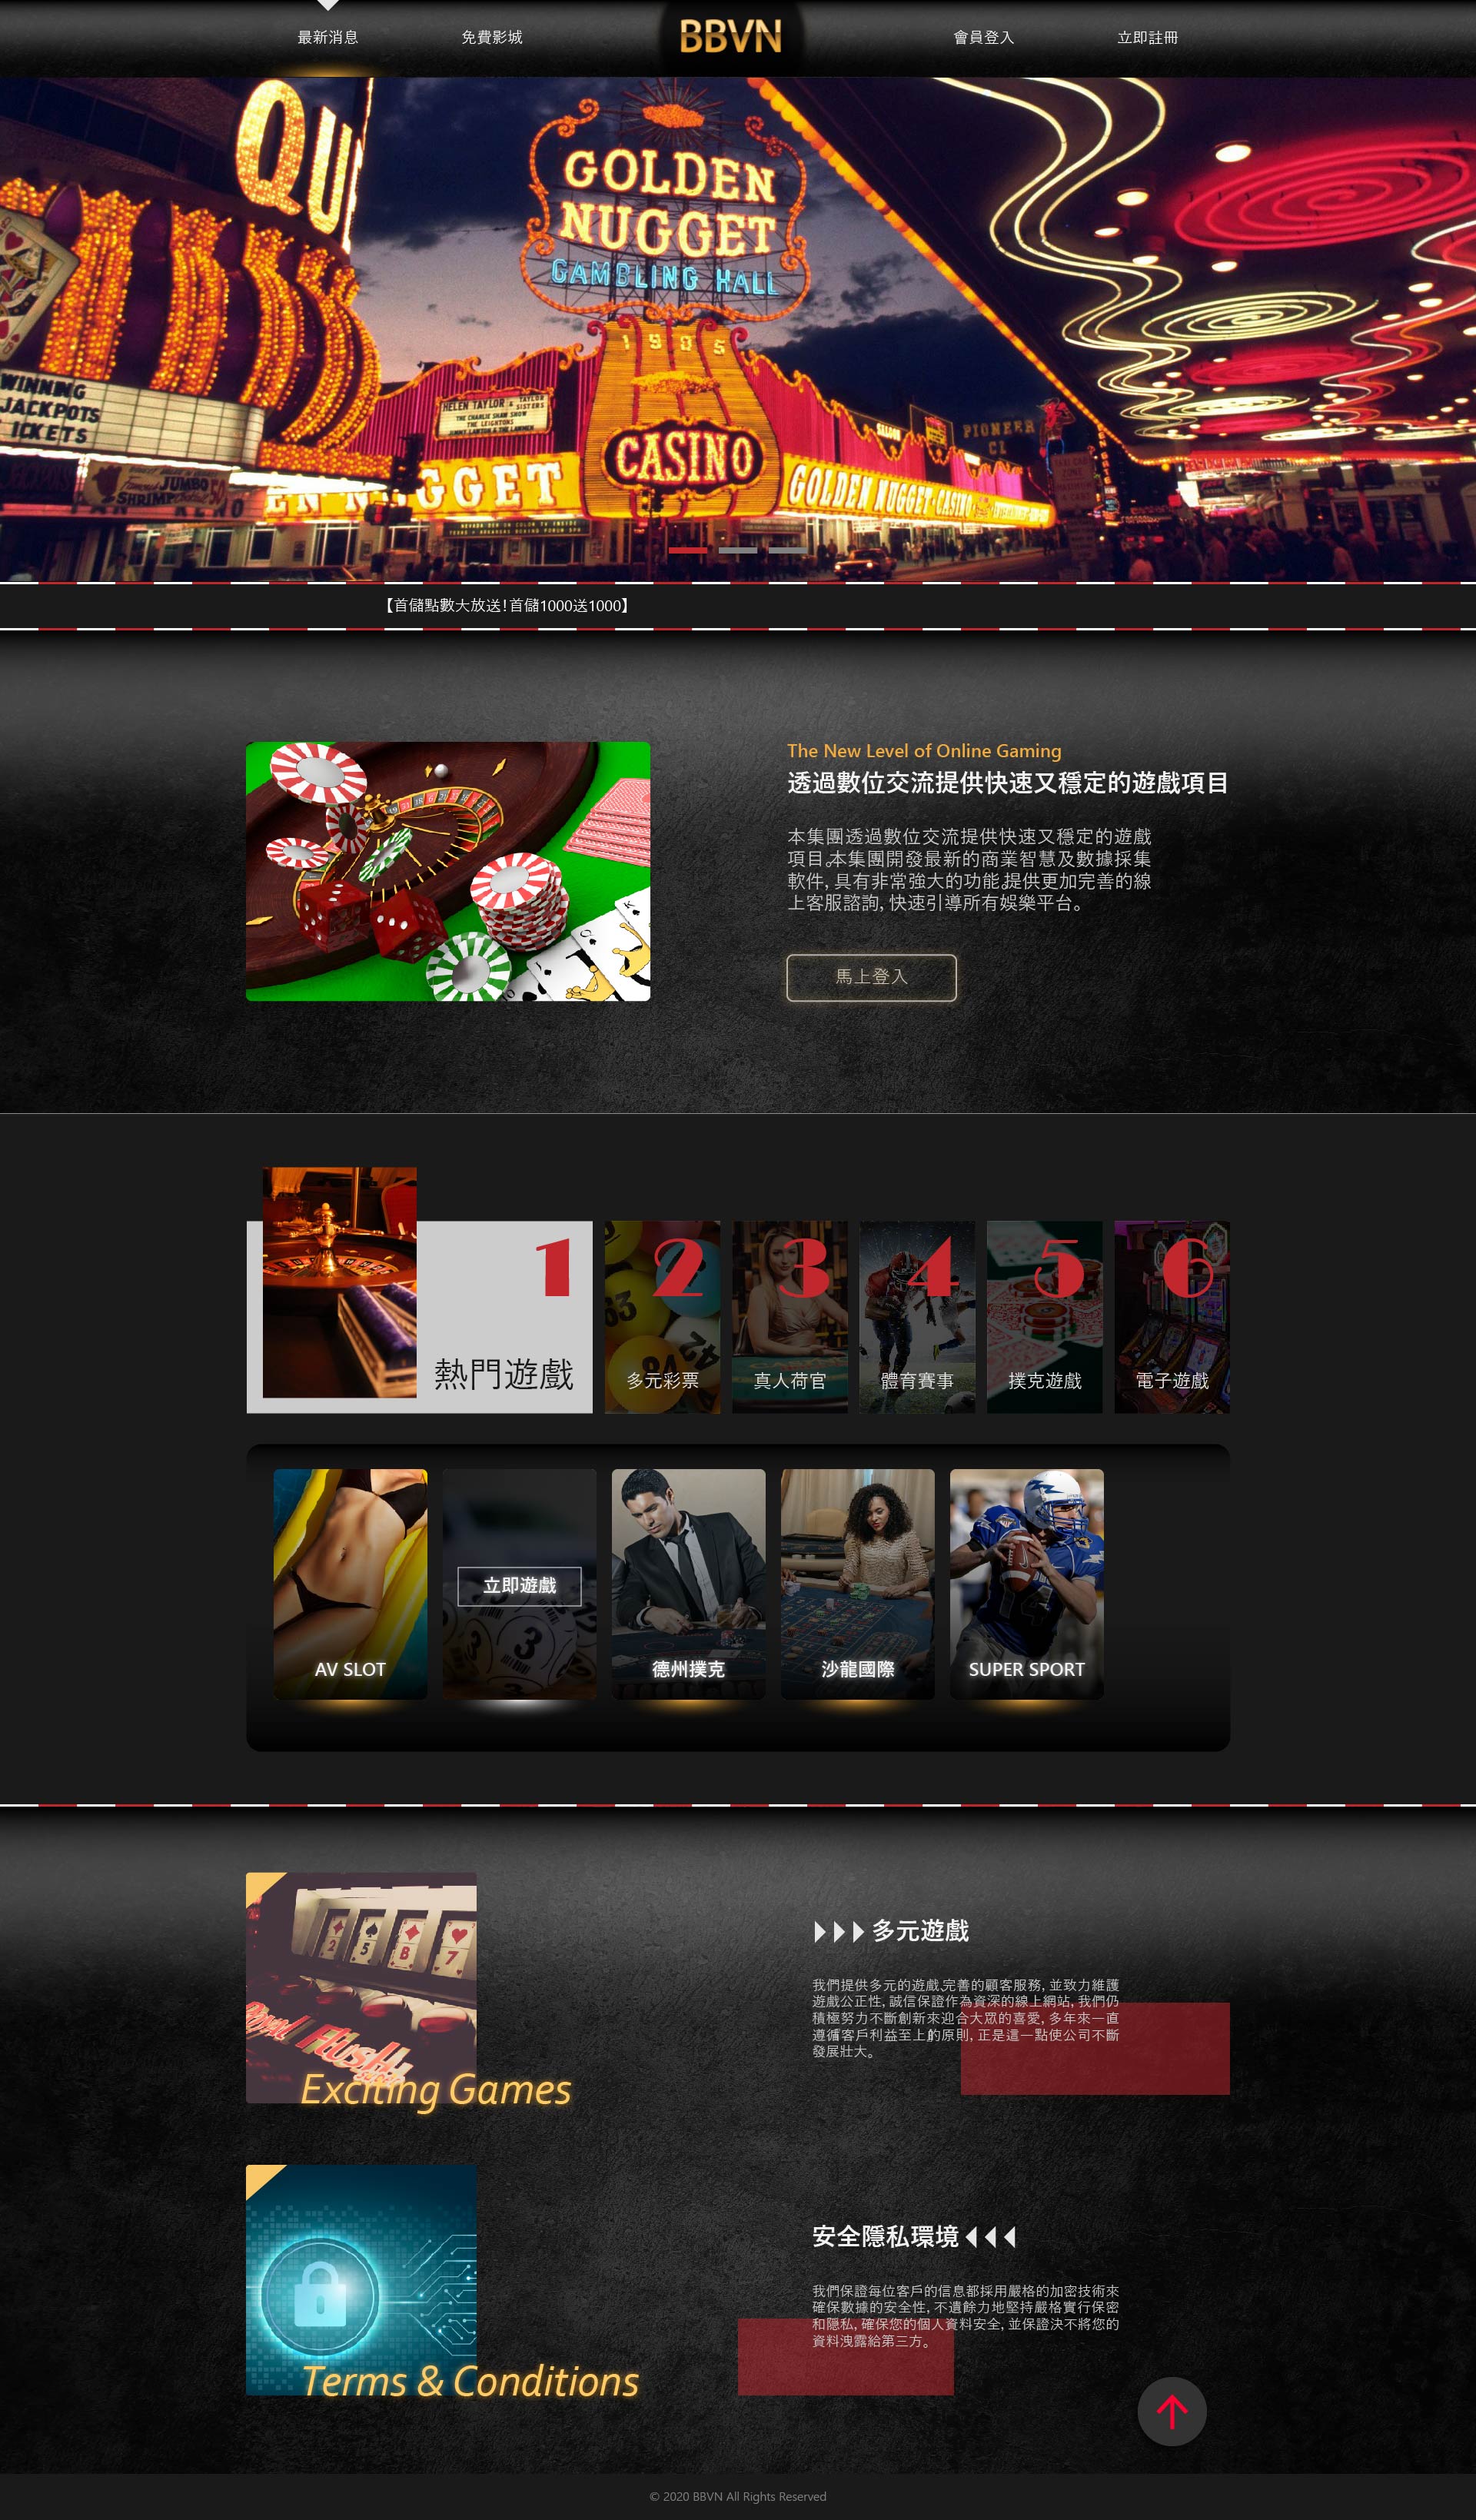 最新消息
免費影城
BBVN
會員登入
立即註冊
QU
GOLDEN
NUGGET
GAMBLING HALL
1905
WINNING
JACKPOTS
HELEN TAYLOR &
CASINO
GOLDEN NUGGET CASINO
GGET
PIONEER
JUMBO
SHRIMP
【首儲點數大放送!首儲1000送1000】
The New Level of Online Gaming
透過數位交流提供快速又穩定的遊戲項目
本集團透過數位交流提供快速又穩定的遊戲
項目。本集團開發最新的商業智慧及數據採集
軟件, 具有非常強大的功能,提供更加完善的線
上客服諮詢, 快速引導所有娛樂平台。
馬上登入
1
熱門遊戲
2
多元彩票
3
真人荷官
4
體育賽事
5
撲克遊戲
6
電子遊戲
AV SLOT
立即遊戲
德州撲克
沙龍國際
SUPER SPORT
多元遊戲
我們提供多元的遊戲,完善的顧客服務, 並致力維護
遊戲公正性, 誠信保證作為資深的線上網站, 我們仍
積極努力不斷創新來迎合大眾的喜愛, 多年來一直
遵循"客戶利益至上"的原則, 正是這一點使公司不斷
發展壯大。
Exciting Games
安全隱私環境
我們保證每位客戶的信息都採用嚴格的加密技術來
確保數據的安全性, 不遺餘力地堅持嚴格實行保密
和隱私, 確保您的個人資料安全, 並保證決不將您的
資料洩露給第三方。
Terms & Conditions
© 2020 BBVN All Rights Reserved